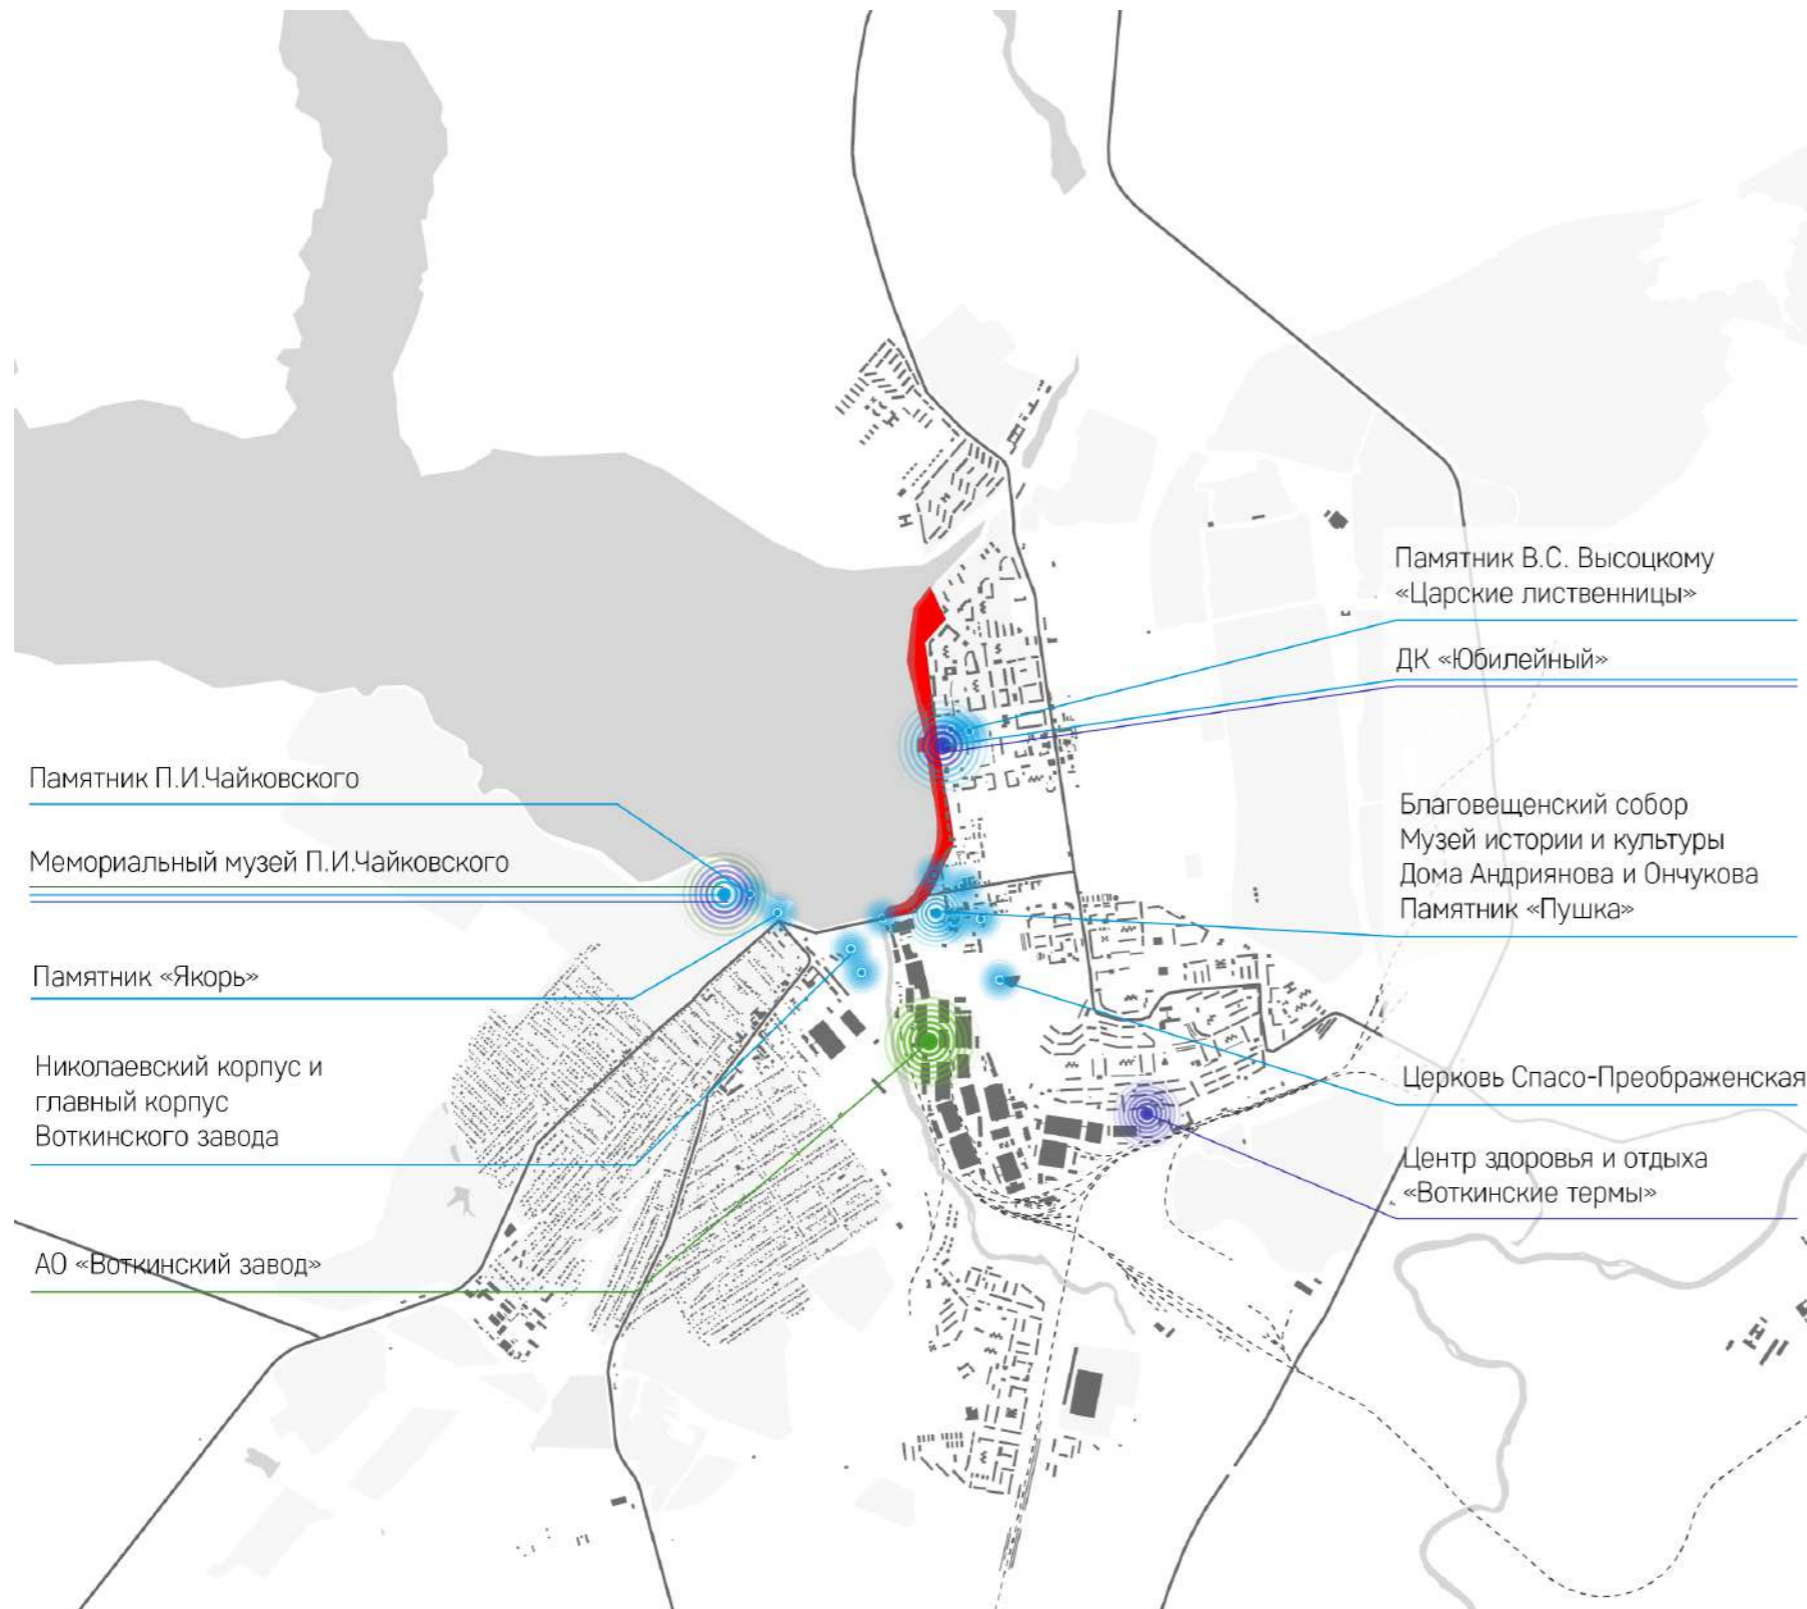 Памятник В.С. Высоцкому
«Царские лиственницы»
ДК «Юбилейный»
Памятник П.И.Чайковского
Мемориальный музей П.И.Чайковского
Благовещенский собор
Музей истории и культуры
Дома Андриянова и Ончукова
Памятник «Пушка»
Памятник «Якорь»
Николаевский корпус и
главный корпус
Воткинского завода
Церковь Спасо-Преображенская
Центр здоровья и отдыха
«Воткинские термы»
АО «Воткинский завод»